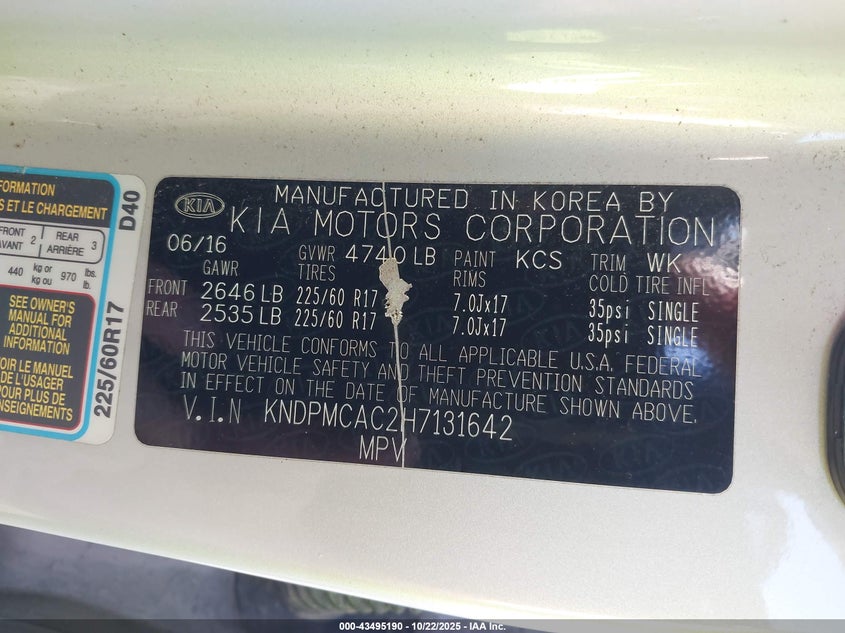 FORMATION
S ET LE CHARGEMENT
FRONT 2 REAR 3
AVANT ARRIÈRE
440 kg or kg ou 970 lbs. lb.
SEE OWNER'S
MANUAL FOR
ADDITIONAL
INFORMATION
OIR LE MANUEL
DE L'USAGER
POUR PLUS DE
ENSEIGNEMENTS
D40
225/60R17
KIA
MANUFACTURED IN KOREA BY
KIA MOTORS CORPORATION
06/16 GVWR 4740 LB PAINT KCS TRIM WK
GAWR TIRES RIMS COLD TIRE INFL
FRONT 2646 LB 225/60 R17 7.0Jx17 35psi SINGLE
REAR 2535 LB 225/60 R17 7.0Jx17 35psi SINGLE
THIS VEHICLE CONFORMS TO ALL APPLICABLE U.S.A. FEDERAL
MOTOR VEHICLE SAFETY AND THEFT PREVENTION STANDARDS
IN EFFECT ON THE DATE OF MANUFACTURE SHOWN ABOVE.
V.I.N KNDPMCAC2H7131642
MPV
000-43495190 - 10/22/2025 - IAA Inc.